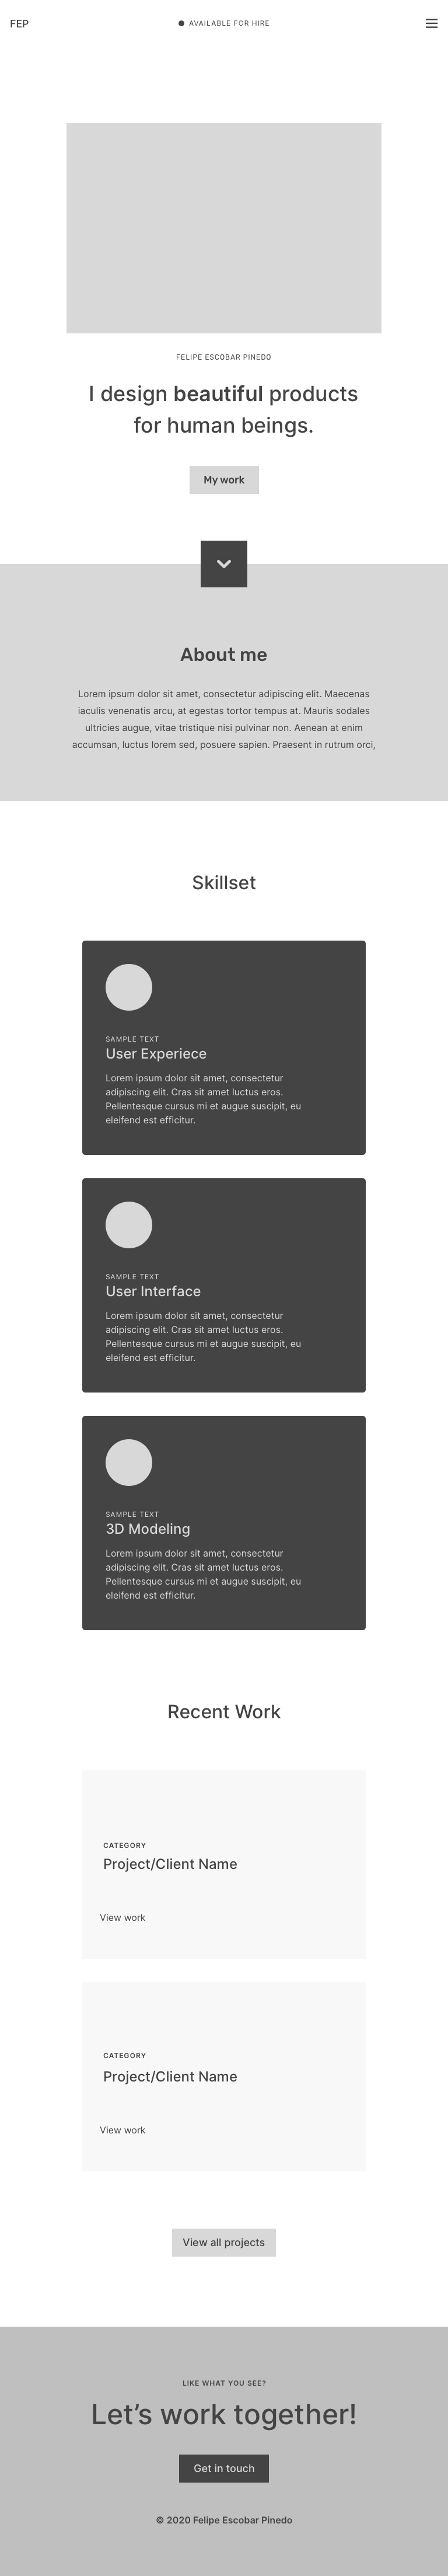 FEP
AVAILABLE FOR HIRE
FELIPE ESCOBAR PINEDO
I design beautiful products
for human beings.
My work
About me
Lorem ipsum dolor sit amet, consectetur adipiscing elit. Maecenas
iaculis venenatis arcu, at egestas tortor tempus at. Mauris sodales
ultricies augue, vitae tristique nisi pulvinar non. Aenean at enim
accumsan, luctus lorem sed, posuere sapien. Praesent in rutrum orci,
Skillset
SAMPLE TEXT
User Experiece
Lorem ipsum dolor sit amet, consectetur
adipiscing elit. Cras sit amet luctus eros.
Pellentesque cursus mi et augue suscipit, eu
eleifend est efficitur.
SAMPLE TEXT
User Interface
Lorem ipsum dolor sit amet, consectetur
adipiscing elit. Cras sit amet luctus eros.
Pellentesque cursus mi et augue suscipit, eu
eleifend est efficitur.
SAMPLE TEXT
3D Modeling
Lorem ipsum dolor sit amet, consectetur
adipiscing elit. Cras sit amet luctus eros.
Pellentesque cursus mi et augue suscipit, eu
eleifend est efficitur.
Recent Work
CATEGORY
Project/Client Name
View work
CATEGORY
Project/Client Name
View work
View all projects
LIKE WHAT YOU SEE?
Let’s work together!
Get in touch
© 2020 Felipe Escobar Pinedo